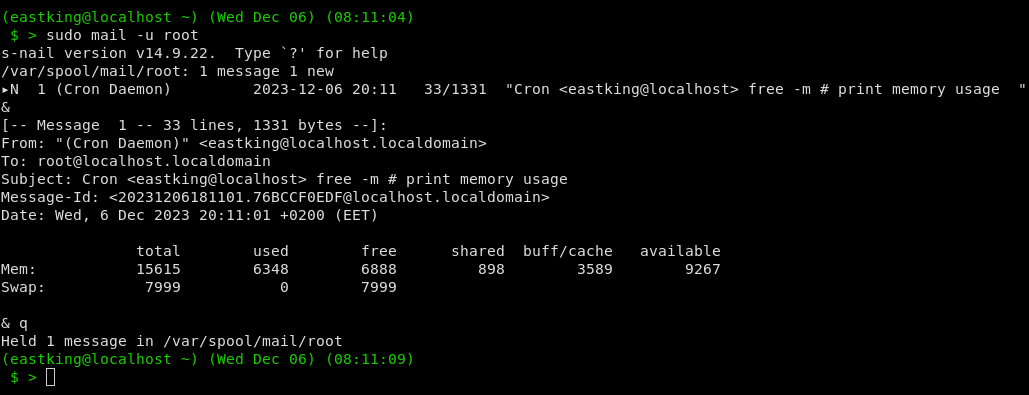 (eastking@localhost ~) (Wed Dec 06) (08:11:04)
 $ > sudo mail -u root
s-nail version v14.9.22.  Type `?' for help
/var/spool/mail/root: 1 message 1 new
▸N  1 (Cron Daemon)         2023-12-06 20:11   33/1331  "Cron <eastking@localhost> free -m # print memory usage  "
&
[-- Message  1 -- 33 lines, 1331 bytes --]:
From: "(Cron Daemon)" <eastking@localhost.localdomain>
To: root@localhost.localdomain
Subject: Cron <eastking@localhost> free -m # print memory usage
Message-Id: <20231206181101.76BCCF0EDF@localhost.localdomain>
Date: Wed, 6 Dec 2023 20:11:01 +0200 (EET)

               total        used        free      shared  buff/cache   available
Mem:           15615        6348        6888         898        3589        9267
Swap:           7999           0        7999

& q
Held 1 message in /var/spool/mail/root
(eastking@localhost ~) (Wed Dec 06) (08:11:09)
 $ >